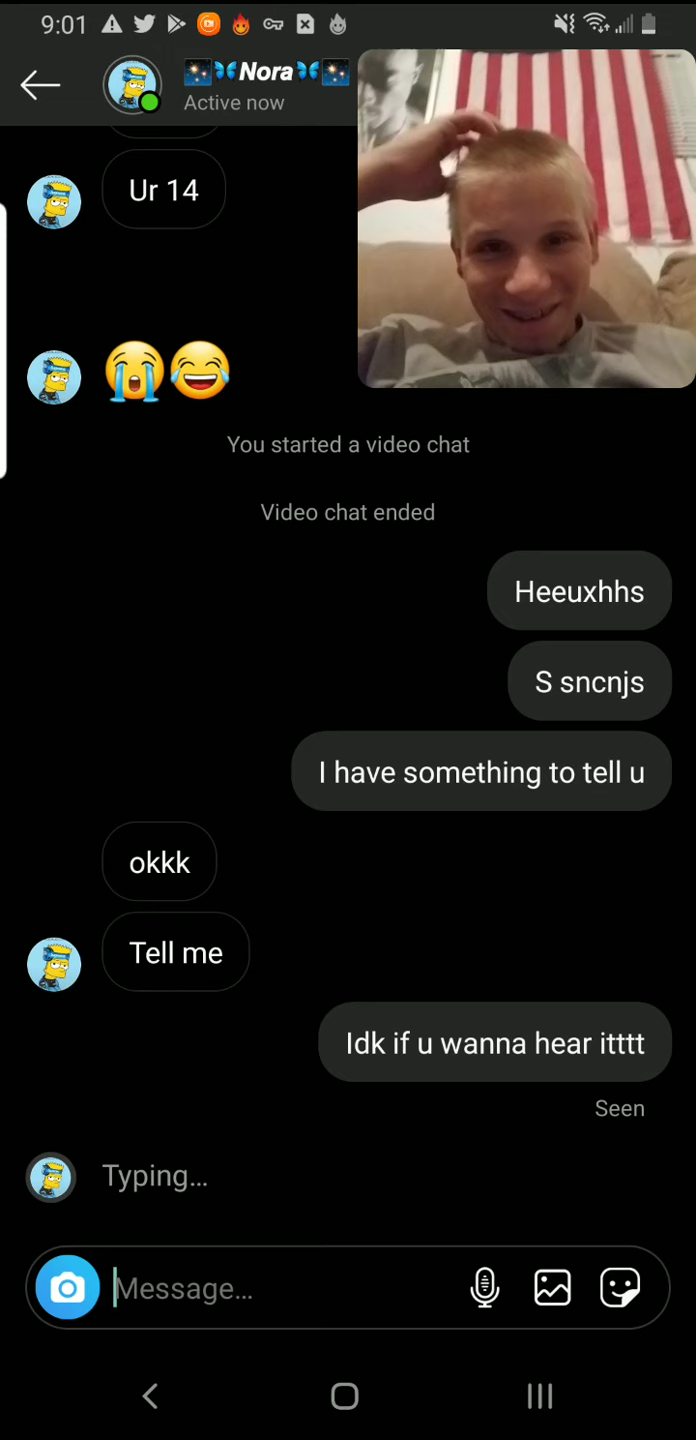 9:01
Nora
Active now
Ur 14
You started a video chat
Video chat ended
Heeuxhhs
S sncnjs
I have something to tell u
okkk
Tell me
Idk if u wanna hear itttt
Seen
Typing...
Message...